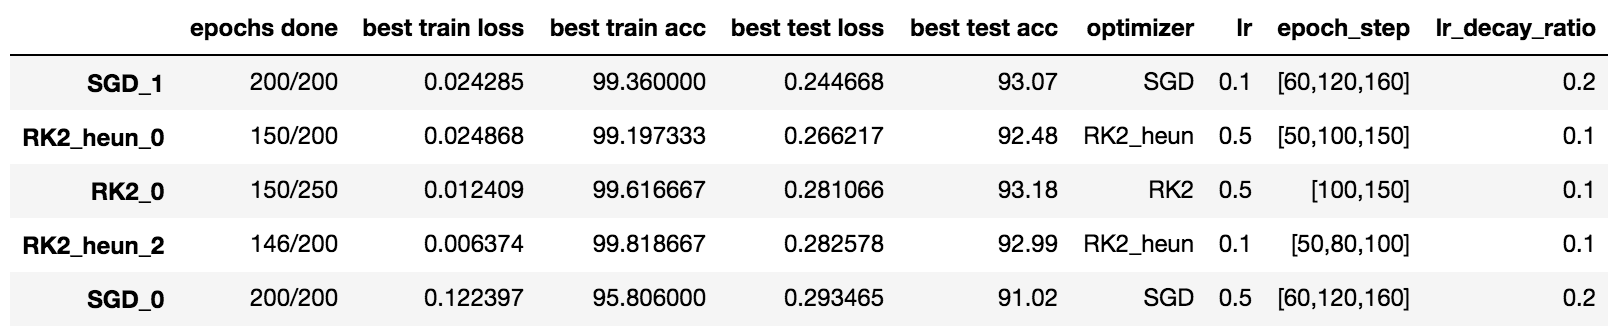 epochs done best train loss best train acc best test loss best test acc optimizer lr epoch_step lr_decay_ratio
SGD_1 200/200 0.024285 99.360000 0.244668 93.07 SGD 0.1 [60,120,160] 0.2
RK2_heun_0 150/200 0.024868 99.197333 0.266217 92.48 RK2_heun 0.5 [50,100,150] 0.1
RK2_0 150/250 0.012409 99.616667 0.281066 93.18 RK2 0.5 [100,150] 0.1
RK2_heun_2 146/200 0.006374 99.818667 0.282578 92.99 RK2_heun 0.1 [50,80,100] 0.1
SGD_0 200/200 0.122397 95.806000 0.293465 91.02 SGD 0.5 [60,120,160] 0.2